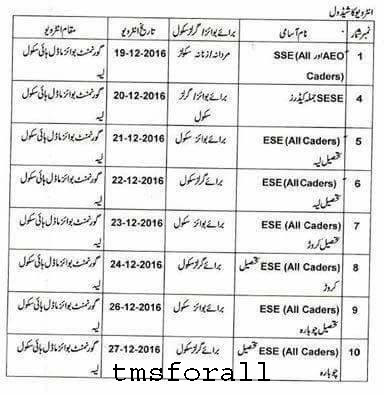 انٹرویو کا شیڈول
نمبر شمار	نام آسامی	برائے بوائز / گرلز سکول	تاریخ انٹرویو	مقام انٹرویو
1	AEO اور SSE (All Caders)	مردانہ / زنانہ سکولز	19-12-2016	گورنمنٹ بوائز ماڈل ہائی سکول لیہ
4	SESE جملہ کیڈرز	برائے بوائز / گرلز سکول	20-12-2016	گورنمنٹ بوائز ماڈل ہائی سکول لیہ
5	ESE (All Caders) تحصیل لیہ	برائے بوائز سکول	21-12-2016	گورنمنٹ بوائز ماڈل ہائی سکول لیہ
6	ESE (All Caders) تحصیل لیہ	برائے گرلز سکول	22-12-2016	گورنمنٹ بوائز ماڈل ہائی سکول لیہ
7	ESE (All Caders) تحصیل کروڑ	برائے بوائز سکول	23-12-2016	گورنمنٹ بوائز ماڈل ہائی سکول لیہ
8	ESE (All Caders) تحصیل کروڑ	برائے گرلز سکول	24-12-2016	گورنمنٹ بوائز ماڈل ہائی سکول لیہ
9	ESE (All Caders) تحصیل چوبارہ	برائے بوائز سکول	26-12-2016	گورنمنٹ بوائز ماڈل ہائی سکول لیہ
10	ESE (All Caders) تحصیل چوبارہ	برائے گرلز سکول	27-12-2016	گورنمنٹ بوائز ماڈل ہائی سکول لیہ
tmsforall